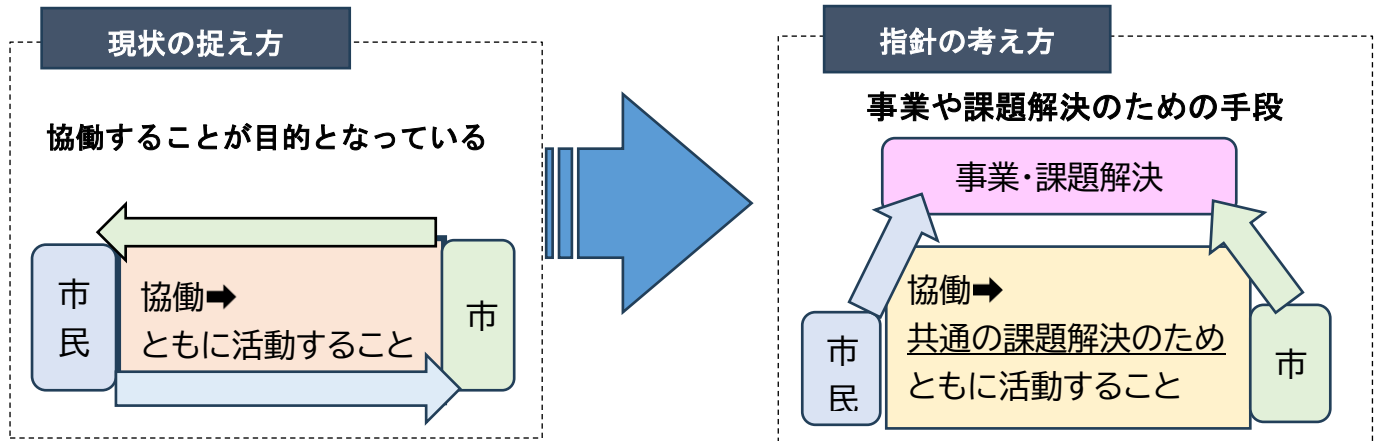 現状の捉え方
協働することが目的となっている
市
民
協働➡
ともに活動すること
市
指針の考え方
事業や課題解決のための手段
事業・課題解決
市
民
協働➡
共通の課題解決のため
ともに活動すること
市